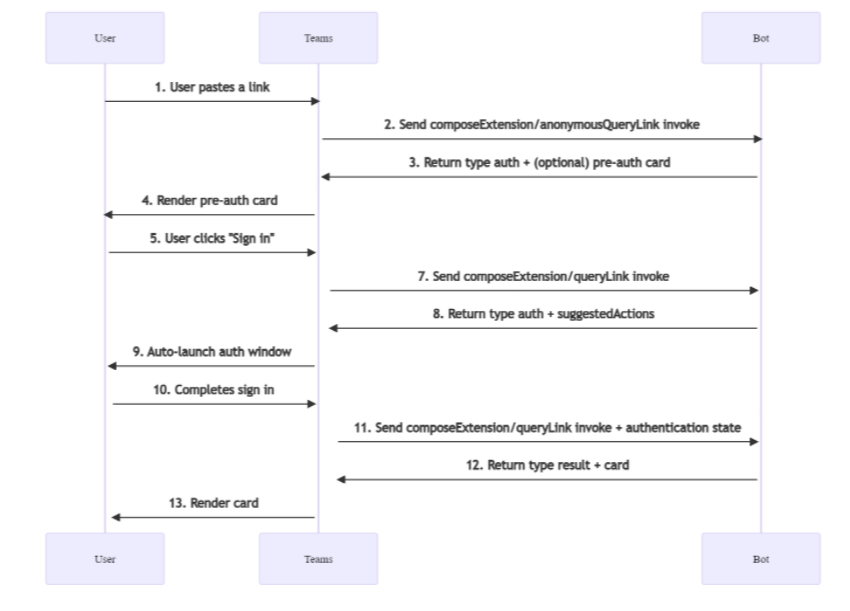 User
Teams
Bot
1. User pastes a link
2. Send composeExtension/anonymousQueryLink invoke
3. Return type auth + (optional) pre-auth card
4. Render pre-auth card
5. User clicks "Sign in"
7. Send composeExtension/queryLink invoke
8. Return type auth + suggestedActions
9. Auto-launch auth window
10. Completes sign in
11. Send composeExtension/queryLink invoke + authentication state
12. Return type result + card
13. Render card
User
Teams
Bot